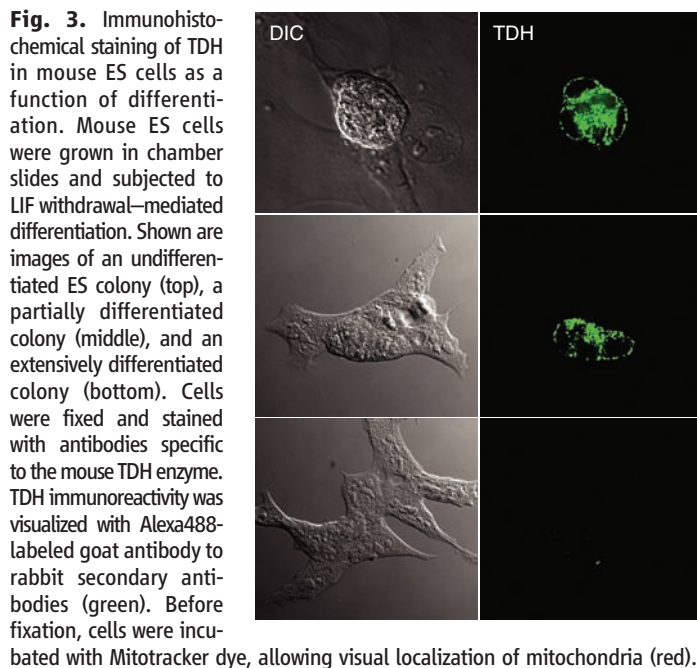 Fig. 3. Immunohisto-
chemical staining of TDH
in mouse ES cells as a
function of differenti-
ation. Mouse ES cells
were grown in chamber
slides and subjected to
LIF withdrawal–mediated
differentiation. Shown are
images of an undifferen-
tiated ES colony (top), a
partially differentiated
colony (middle), and an
extensively differentiated
colony (bottom). Cells
were fixed and stained
with antibodies specific
to the mouse TDH enzyme.
TDH immunoreactivity was
visualized with Alexa488-
labeled goat antibody to
rabbit secondary anti-
bodies (green). Before
fixation, cells were incu-
bated with Mitotracker dye, allowing visual localization of mitochondria (red).
DIC
TDH